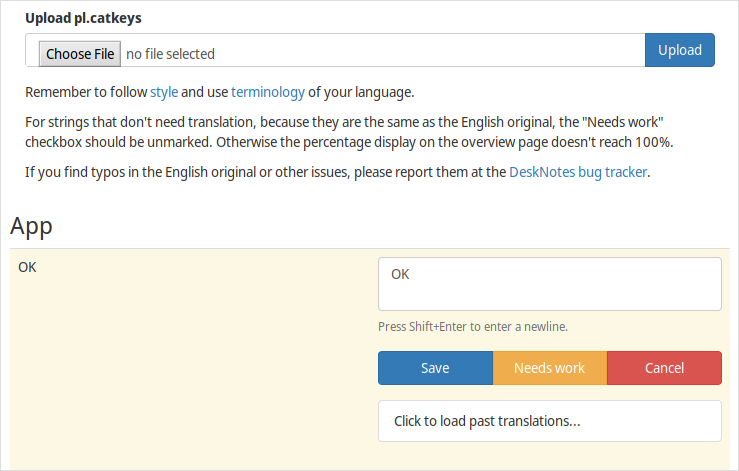 Upload pl.catkeys
Choose File no file selected
Upload
Remember to follow style and use terminology of your language.
For strings that don't need translation, because they are the same as the English original, the "Needs work"
checkbox should be unmarked. Otherwise the percentage display on the overview page doesn't reach 100%.
If you find typos in the English original or other issues, please report them at the DeskNotes bug tracker.
App
OK
OK
Press Shift+Enter to enter a newline.
Save
Needs work
Cancel
Click to load past translations...